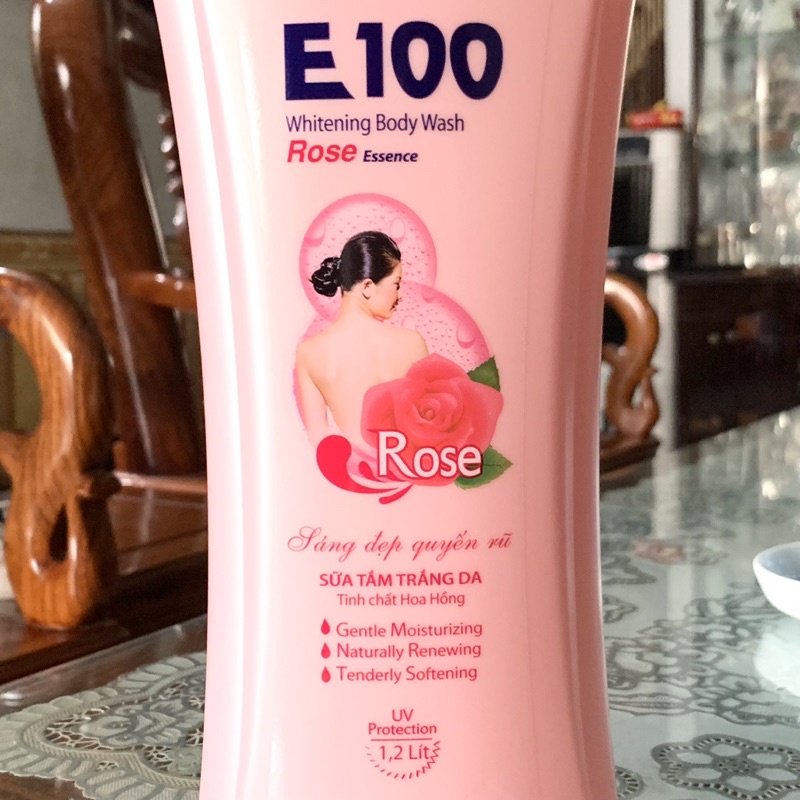 E100
Whitening Body Wash
Rose Essence
Rose
Sáng đẹp quyến rũ
SỮA TẮM TRẮNG DA
Tinh chất Hoa Hồng
Gentle Moisturizing
Naturally Renewing
Tenderly Softening
UV
Protection
1,2 Lít